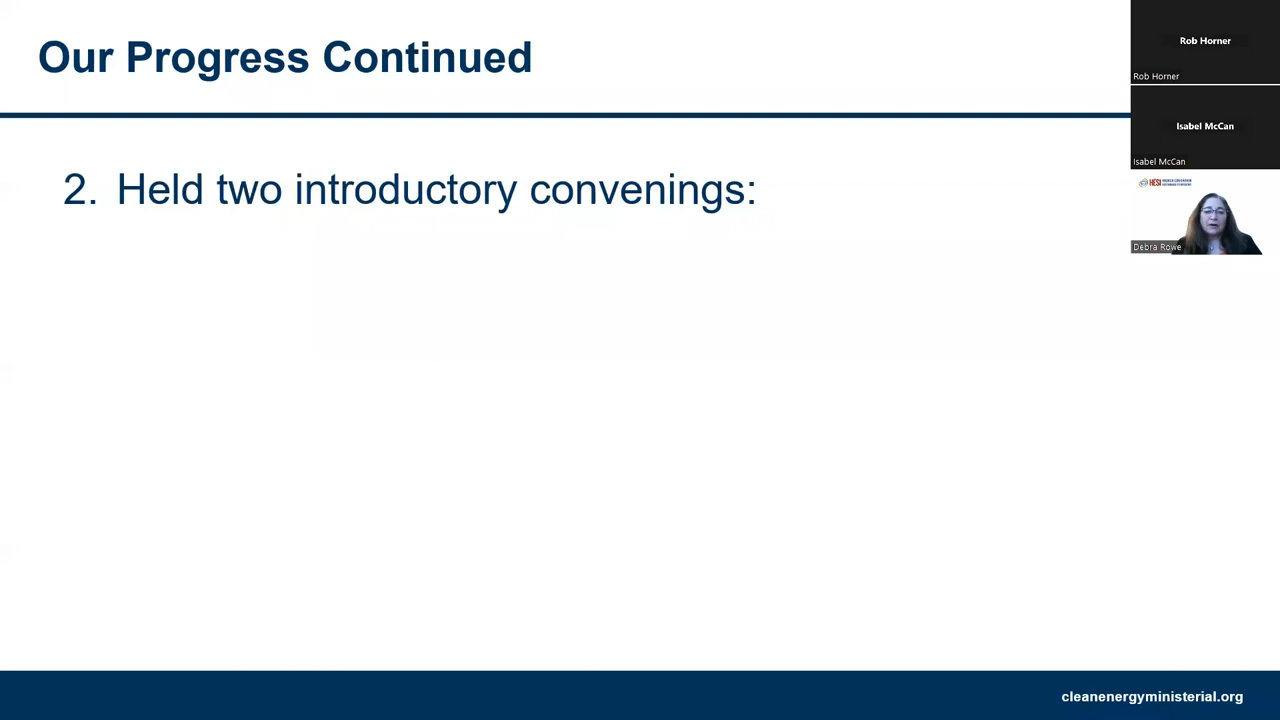 Our Progress Continued
2. Held two introductory convenings:
Rob Horner
Rob Horner
Isabel McCan
Isabel McCan
HESI
Debra Rowe
cleanenergyministerial.org